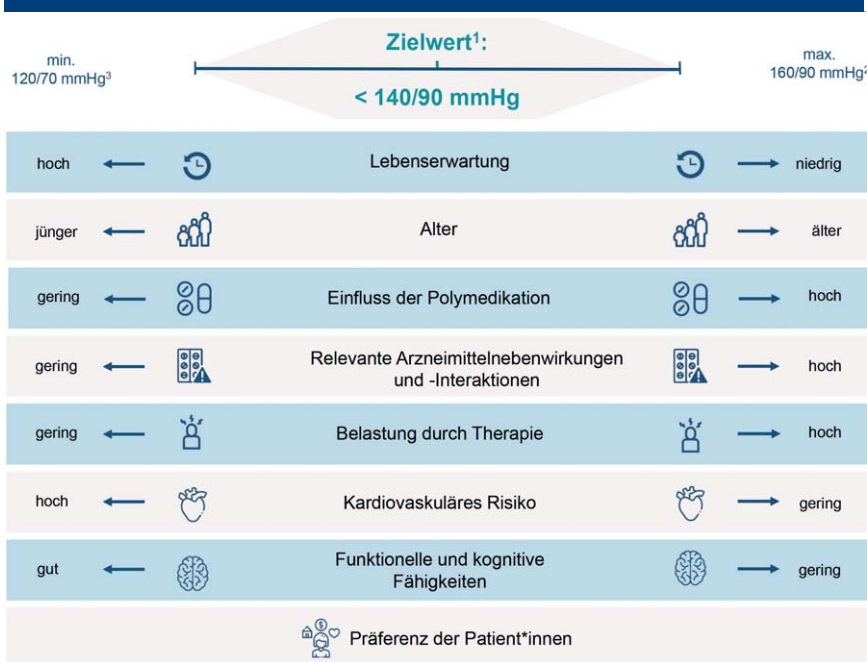 Zielwert¹:
< 140/90 mmHg
min.
120/70 mmHg³
max.
160/90 mmHg²
hoch Lebenserwartung niedrig
jünger Alter älter
gering Einfluss der Polymedikation hoch
gering Relevante Arzneimittelnebenwirkungen
und -Interaktionen hoch
gering Belastung durch Therapie hoch
hoch Kardiovaskuläres Risiko gering
gut Funktionelle und kognitive
Fähigkeiten gering
Präferenz der Patient*innen